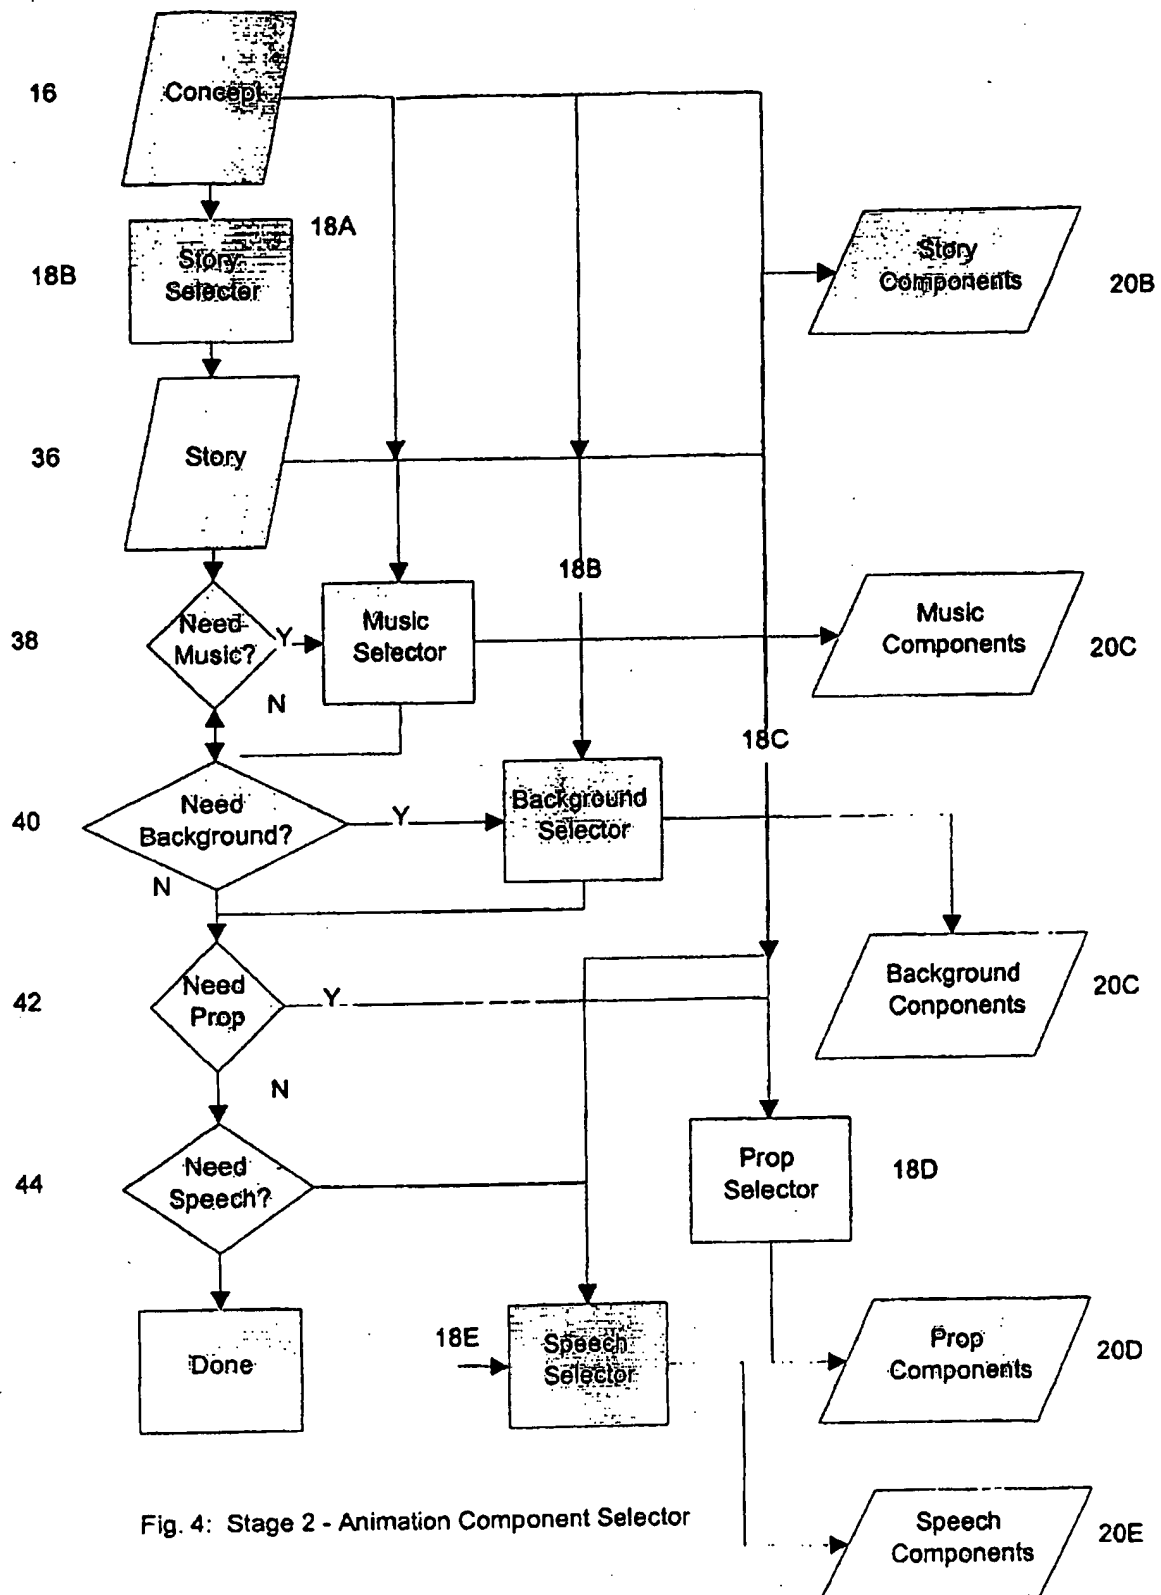 16
Concept
18A
18B
Story
Selector
Story
Components
20B
36
Story
18B
38
Need
Music?
Y
Music
Selector
Music
Components
20C
N
18C
40
Need
Background?
Y
Background
Selector
N
42
Need
Prop
Y
Background
Conponents
20C
N
44
Need
Speech?
Prop
Selector
18D
Done
18E
Speech
Selector
Prop
Components
20D
Fig. 4: Stage 2 - Animation Component Selector
Speech
Components
20E